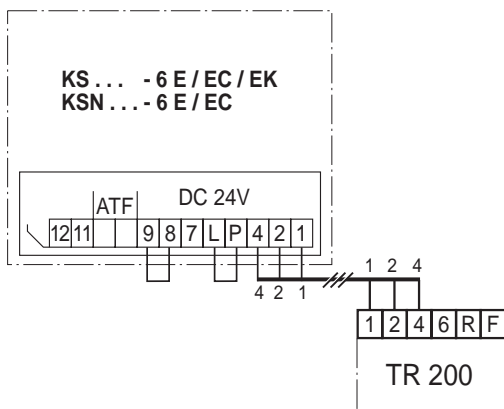 KS . . . - 6 E / EC / EK
KSN . . . - 6 E / EC
ATF DC 24V
12 11 9 8 7 L P 4 2 1
4 2 1
1 2 4
1 2 4 6 R F
TR 200